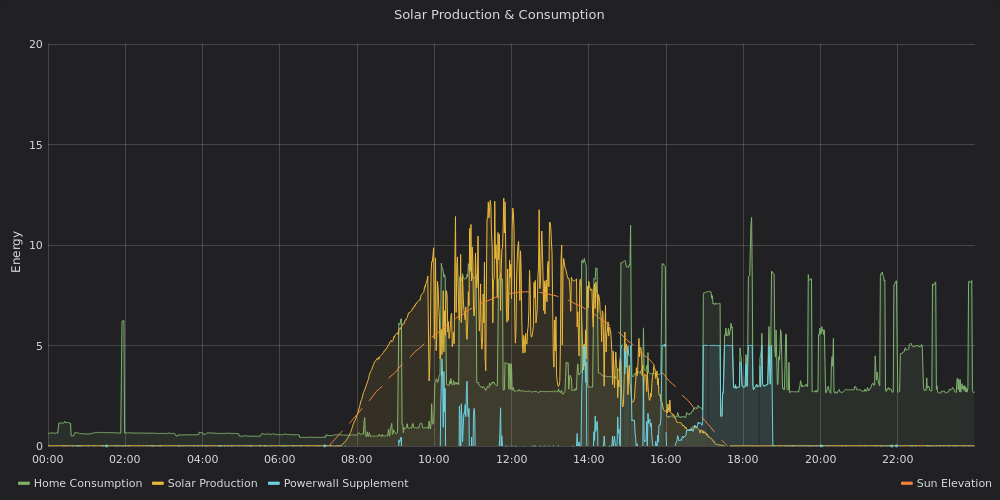 Solar Production & Consumption
20
15
10
5
0
Energy
00:00 02:00 04:00 06:00 08:00 10:00 12:00 14:00 16:00 18:00 20:00 22:00
Home Consumption Solar Production Powerwall Supplement Sun Elevation